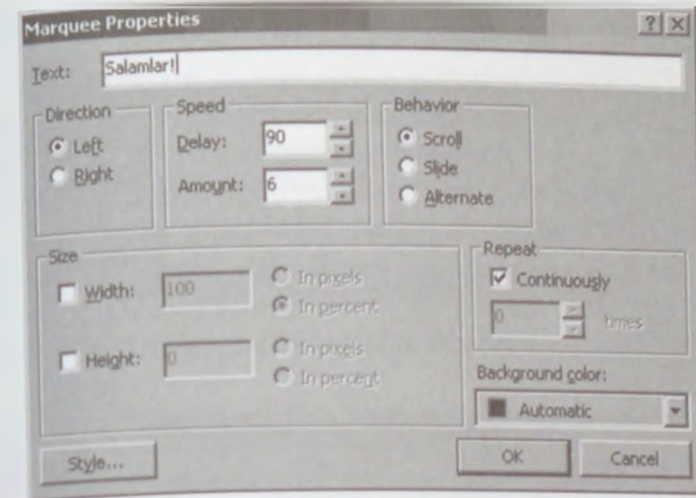 Marquee Properties
Text: Salamlar!
Direction
Left
Right
Speed
Delay: 90
Amount: 6
Behavior
Scroll
Slide
Alternate
Size
Width: 100
In pixels
In percent
Height: 0
In pixels
In percent
Repeat
Continuously
0 times
Background color:
Automatic
Style...
OK
Cancel